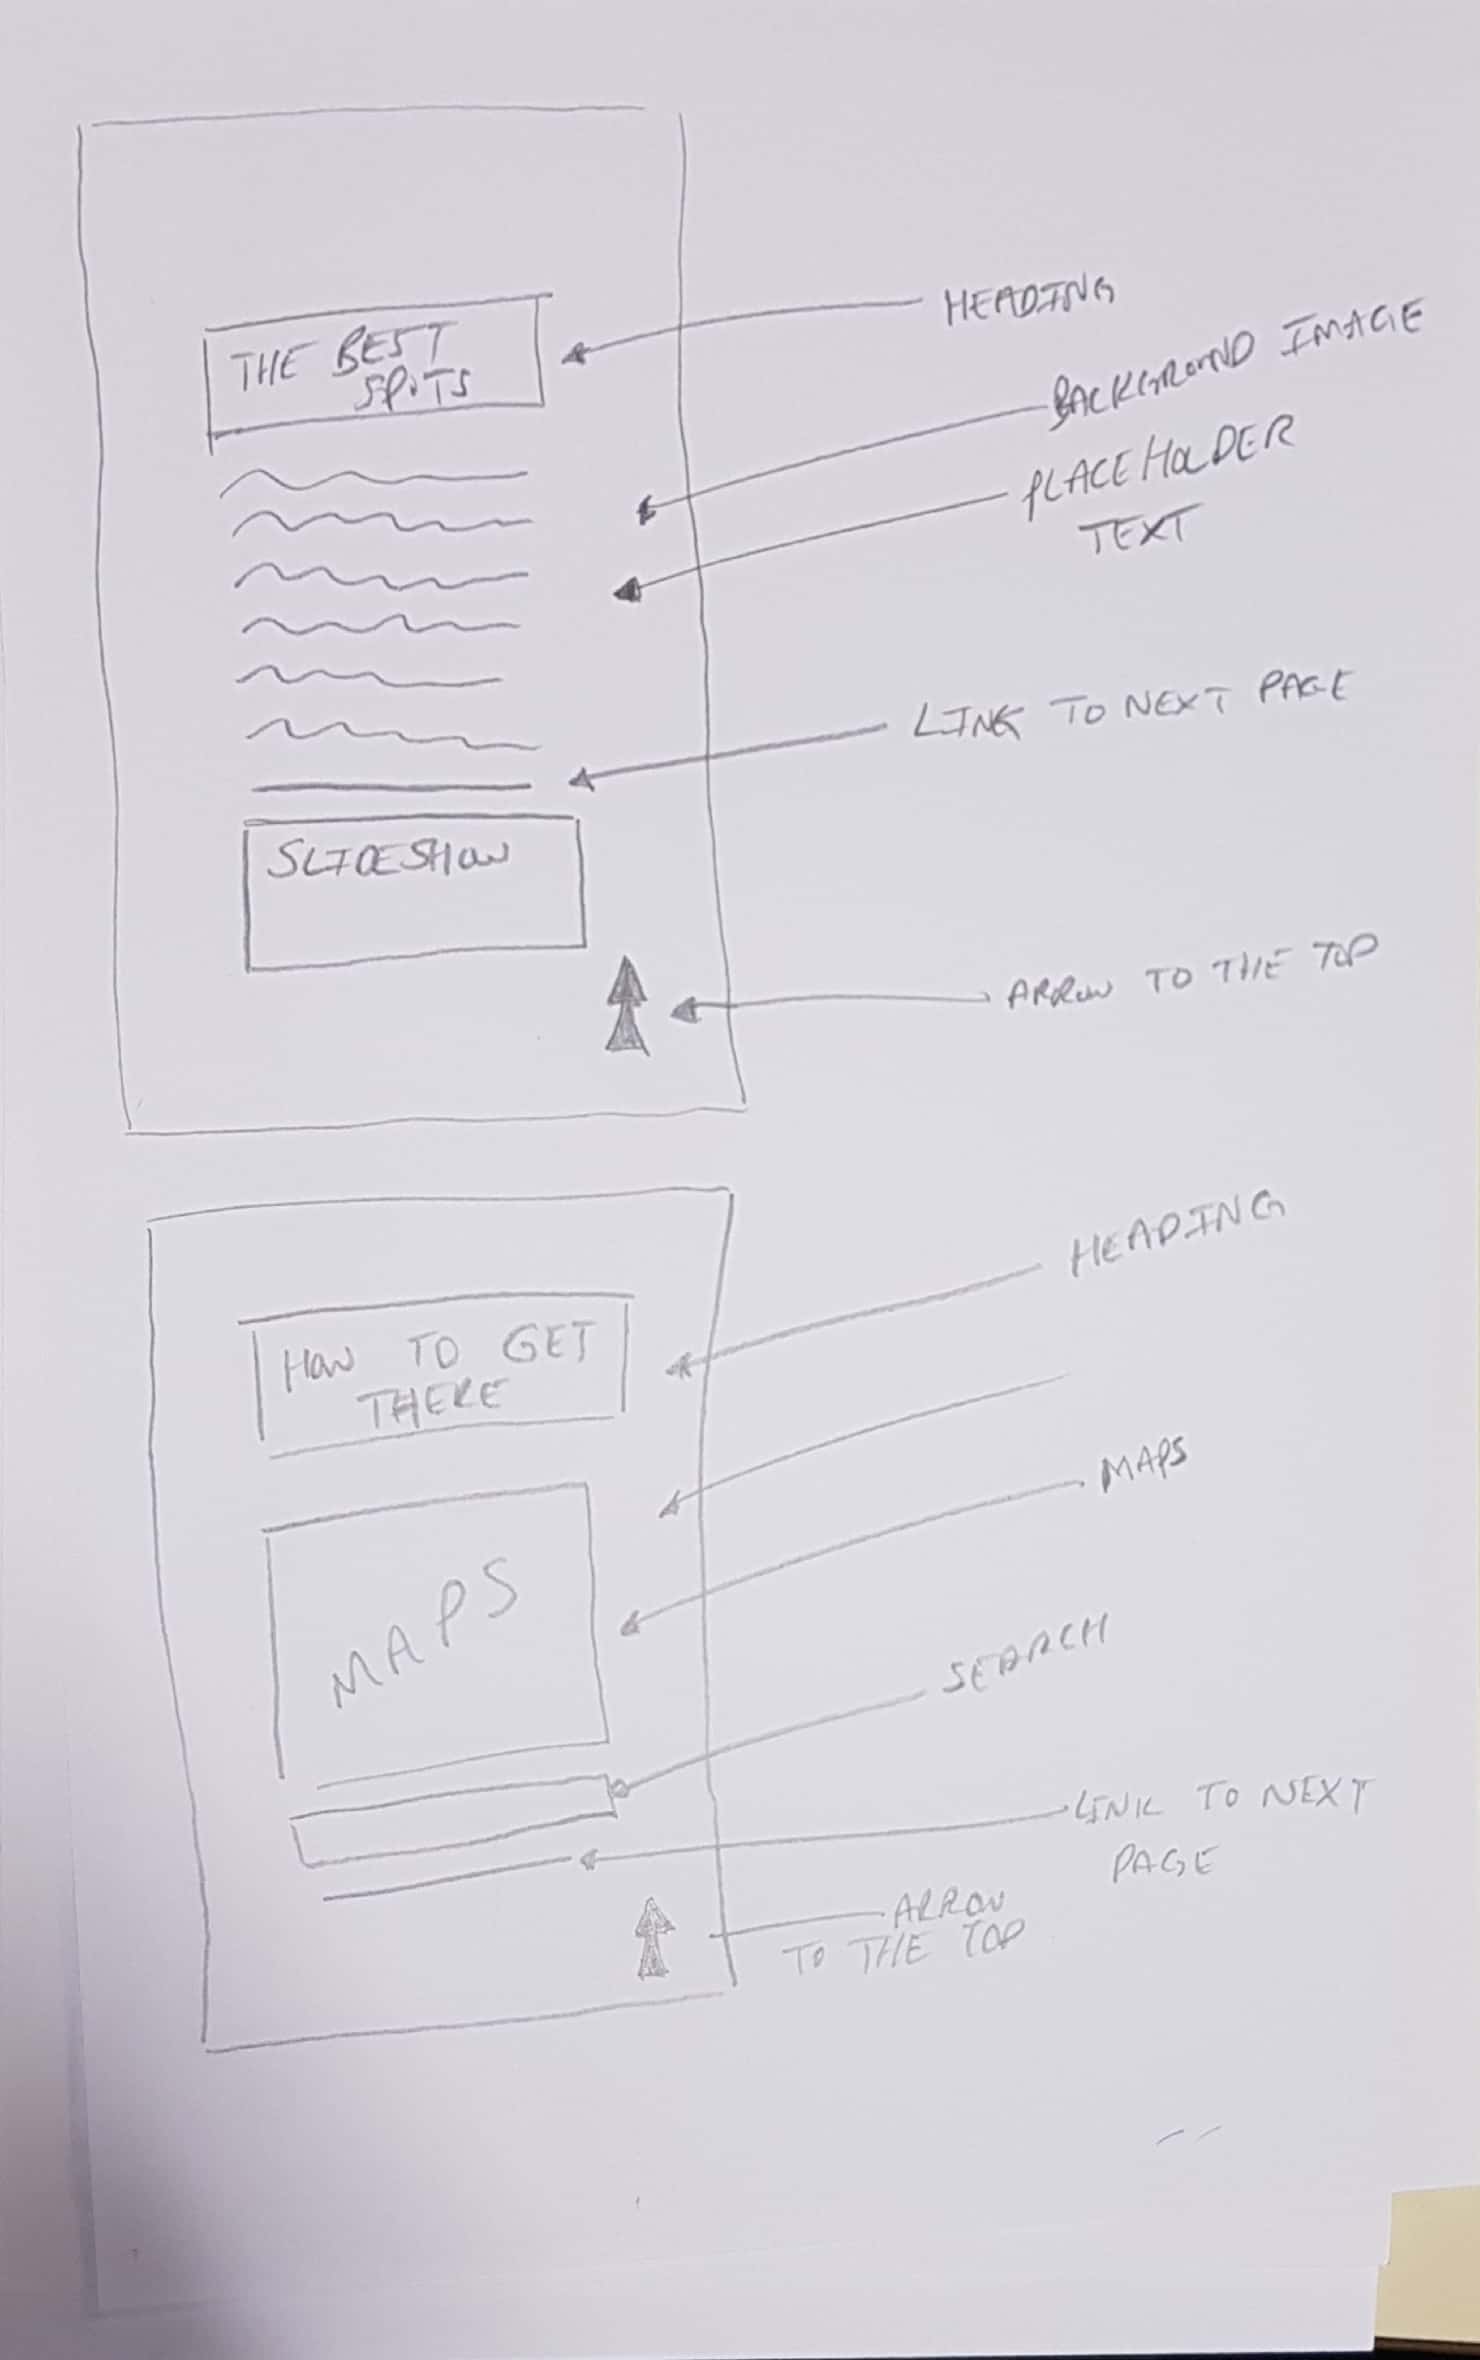 THE BEST
SPOTS
HEADING
BACKGROUND IMAGE
PLACEHOLDER
TEXT
LINK TO NEXT PAGE
SLIDESHOW
ARROW TO THE TOP
HOW TO GET
THERE
HEADING
MAPS
MAPS
SEARCH
LINK TO NEXT
PAGE
ARROW
TO THE TOP